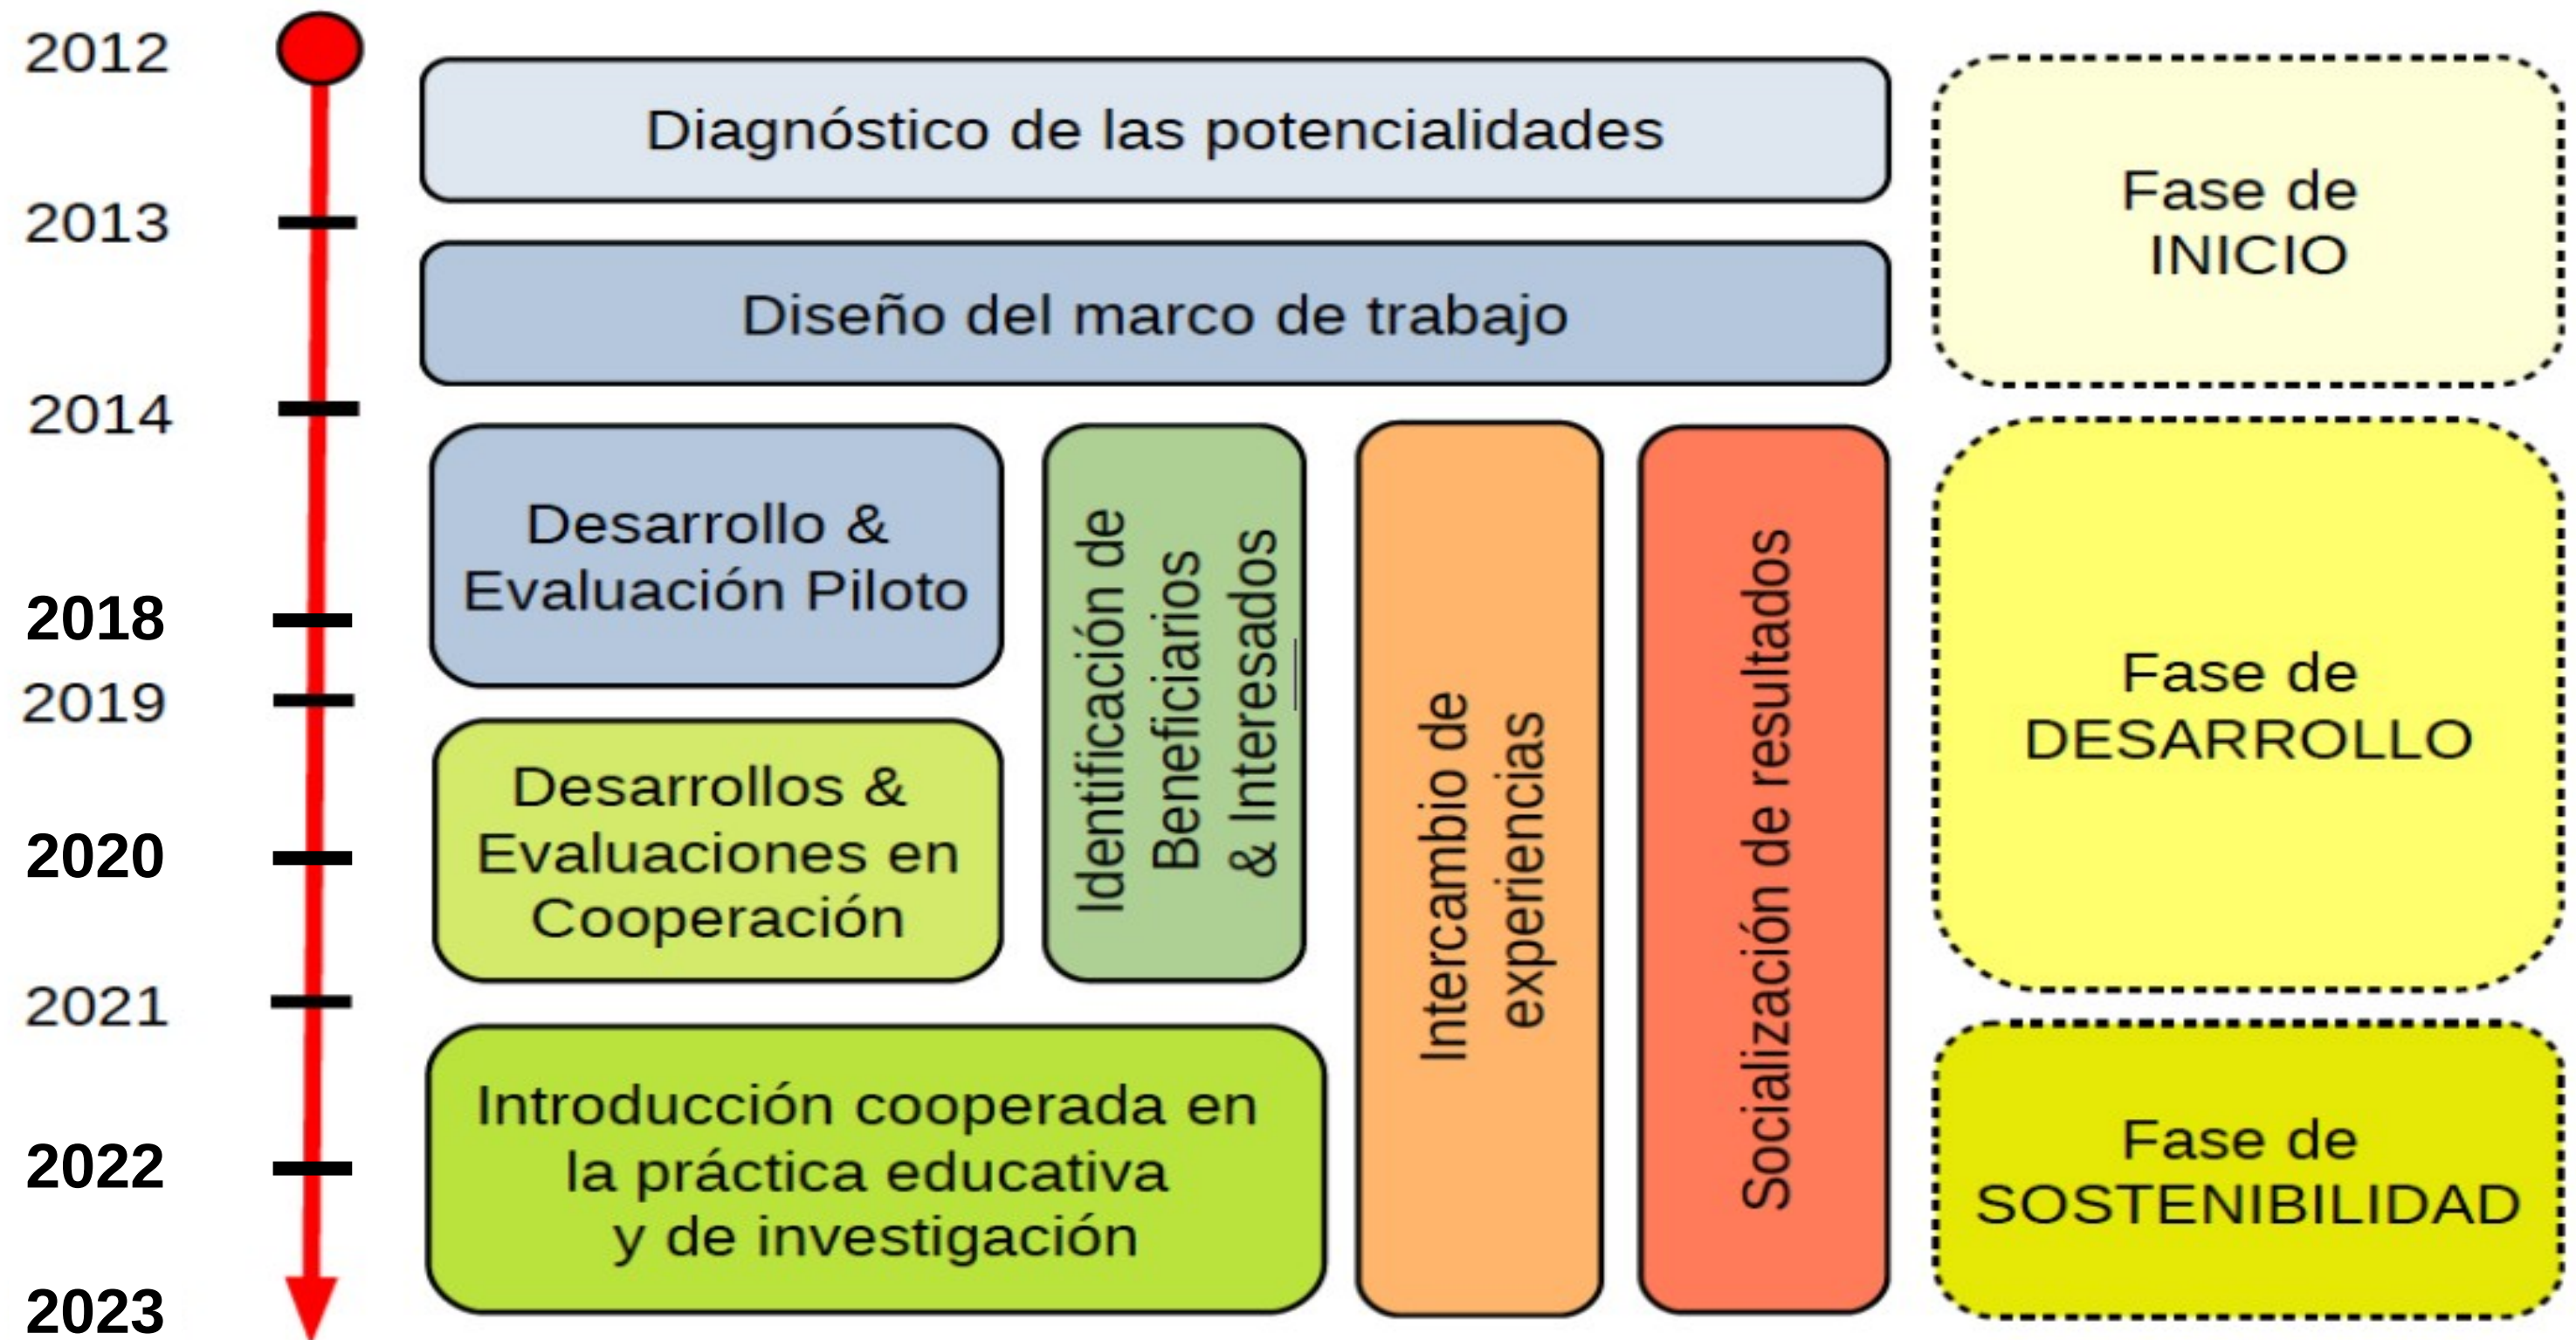 2012
2013
2014
2018
2019
2020
2021
2022
2023
Diagnóstico de las potencialidades
Diseño del marco de trabajo
Desarrollo &
Evaluación Piloto
Desarrollos &
Evaluaciones en
Cooperación
Introducción cooperada en
la práctica educativa
y de investigación
Identificación de
Beneficiarios
& Interesados
Intercambio de
experiencias
Socialización de resultados
Fase de
INICIO
Fase de
DESARROLLO
Fase de
SOSTENIBILIDAD